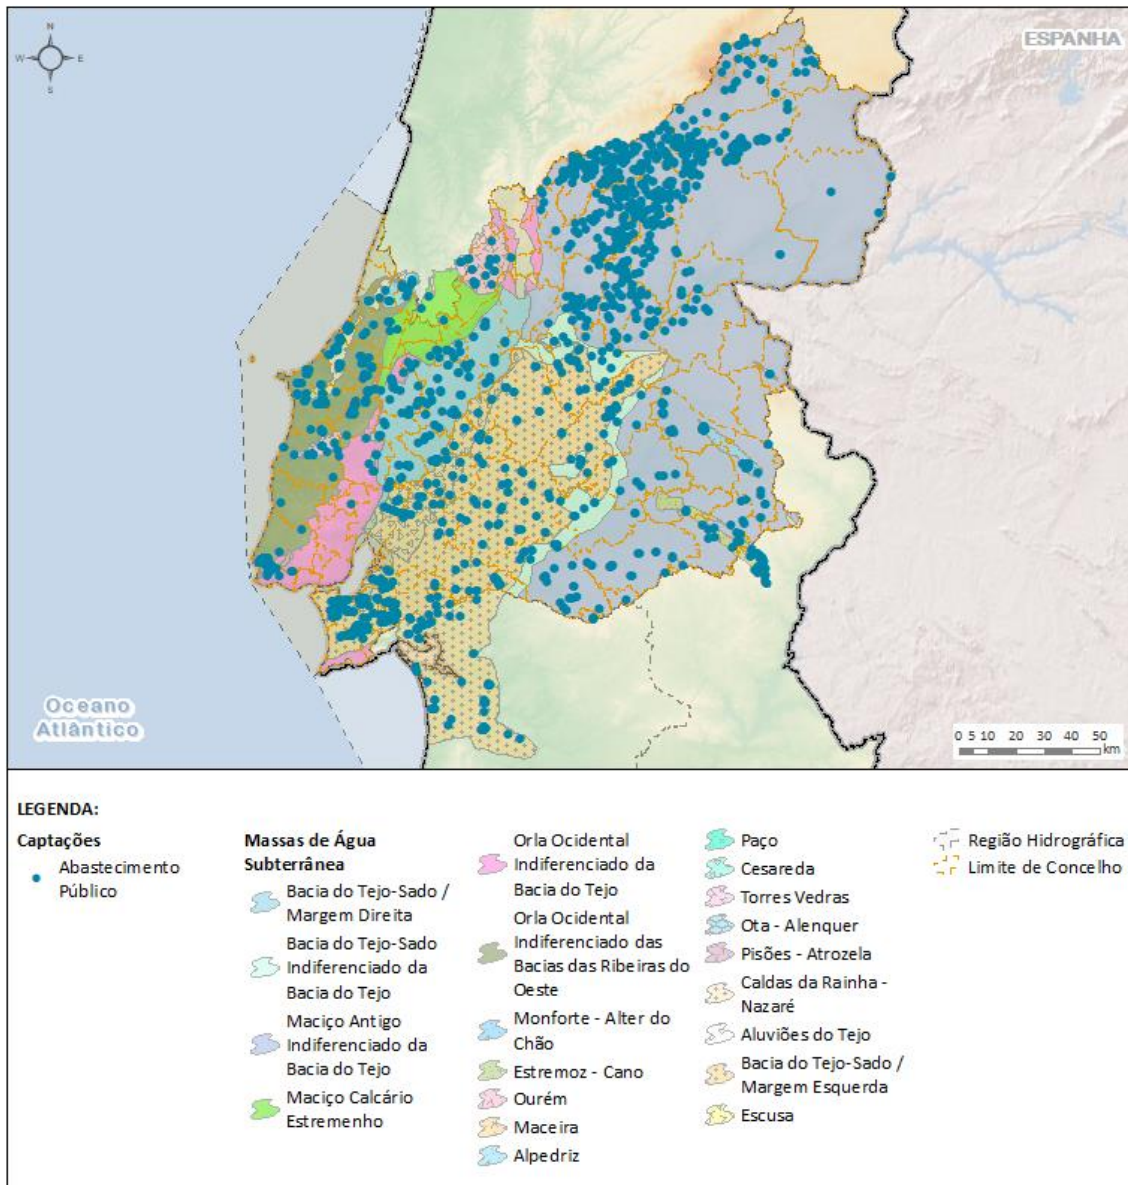 N
W
E
S
ESPANHA
Oceano
Atlântico
0 5 10 20 30 40 50
km
LEGENDA:
Captações
Abastecimento
Público
Massas de Água
Subterrânea
Bacia do Tejo-Sado /
Margem Direita
Bacia do Tejo-Sado
Indiferenciado da
Bacia do Tejo
Maciço Antigo
Indiferenciado da
Bacia do Tejo
Maciço Calcário
Estremenho
Orla Ocidental
Indiferenciado da
Bacia do Tejo
Orla Ocidental
Indiferenciado das
Bacias das Ribeiras do
Oeste
Monforte - Alter do
Chão
Estremoz - Cano
Ourém
Maceira
Alpedriz
Paço
Cesareda
Torres Vedras
Ota - Alenquer
Pisões - Atrozela
Caldas da Rainha -
Nazaré
Aluviões do Tejo
Bacia do Tejo-Sado /
Margem Esquerda
Escusa
Região Hidrográfica
Limite de Concelho